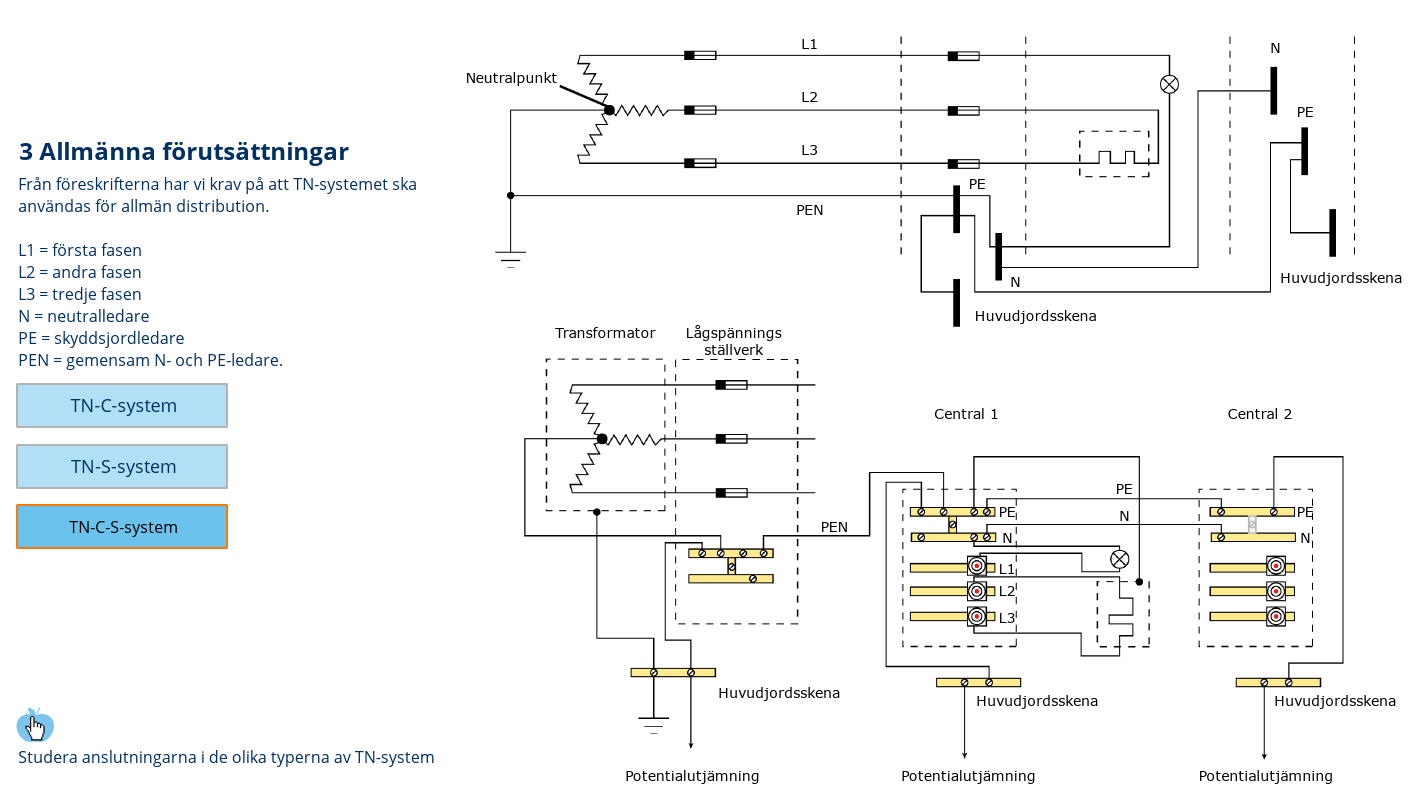 3 Allmänna förutsättningar
Från föreskrifterna har vi krav på att TN-systemet ska
användas för allmän distribution.
L1 = första fasen
L2 = andra fasen
L3 = tredje fasen
N = neutralledare
PE = skyddsjordledare
PEN = gemensam N- och PE-ledare.
TN-C-system
TN-S-system
TN-C-S-system
Studera anslutningarna i de olika typerna av TN-system
Neutralpunkt
L1
L2
L3
PEN
PE
N
Huvudjordsskena
N
PE
Huvudjordsskena
Transformator
Lågspännings
ställverk
PEN
Huvudjordsskena
Potentialutjämning
Central 1
PE
N
L1
L2
L3
PE
N
Huvudjordsskena
Potentialutjämning
Central 2
PE
N
Huvudjordsskena
Potentialutjämning